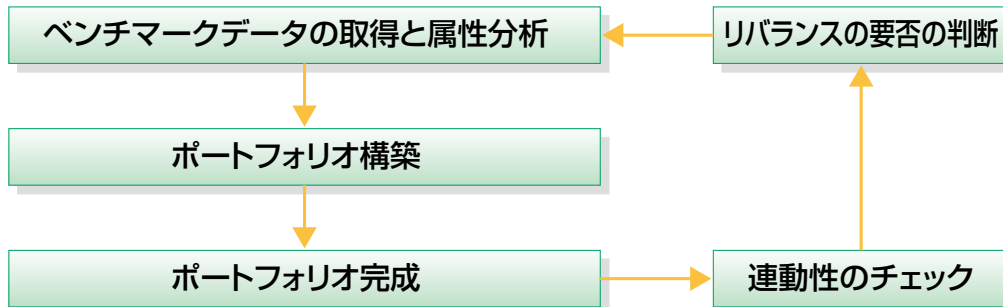 ベンチマークデータの取得と属性分析
リバランスの要否の判断
ポートフォリオ構築
ポートフォリオ完成
連動性のチェック